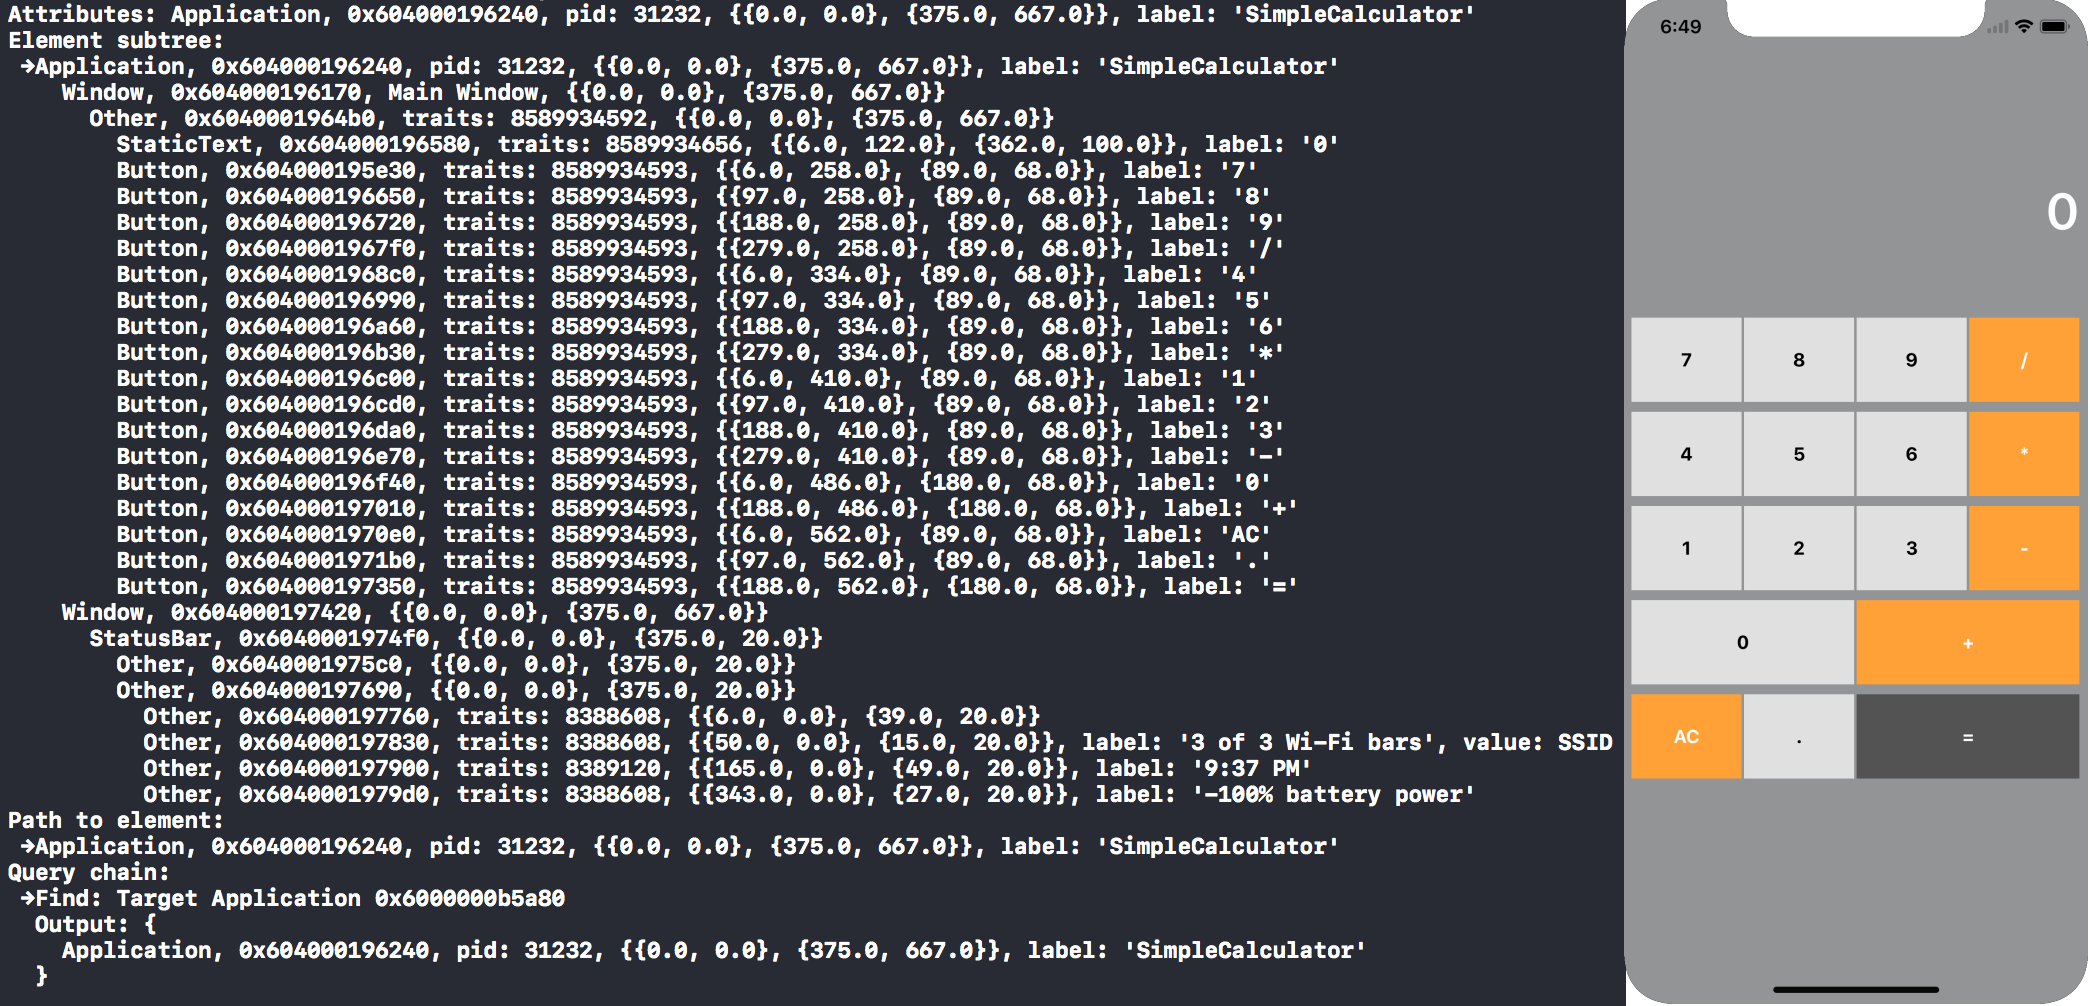 Attributes: Application, 0x604000196240, pid: 31232, {{0.0, 0.0}, {375.0, 667.0}}, label: 'SimpleCalculator'
Element subtree:
→Application, 0x604000196240, pid: 31232, {{0.0, 0.0}, {375.0, 667.0}}, label: 'SimpleCalculator'
Window, 0x604000196170, Main Window, {{0.0, 0.0}, {375.0, 667.0}}
Other, 0x6040001964b0, traits: 8589934592, {{0.0, 0.0}, {375.0, 667.0}}
StaticText, 0x604000196580, traits: 8589934656, {{6.0, 122.0}, {362.0, 100.0}}, label: '0'
Button, 0x604000195e30, traits: 8589934593, {{6.0, 258.0}, {89.0, 68.0}}, label: '7'
Button, 0x604000196650, traits: 8589934593, {{97.0, 258.0}, {89.0, 68.0}}, label: '8'
Button, 0x604000196720, traits: 8589934593, {{188.0, 258.0}, {89.0, 68.0}}, label: '9'
Button, 0x6040001967f0, traits: 8589934593, {{279.0, 258.0}, {89.0, 68.0}}, label: '/'
Button, 0x6040001968c0, traits: 8589934593, {{6.0, 334.0}, {89.0, 68.0}}, label: '4'
Button, 0x604000196990, traits: 8589934593, {{97.0, 334.0}, {89.0, 68.0}}, label: '5'
Button, 0x604000196a60, traits: 8589934593, {{188.0, 334.0}, {89.0, 68.0}}, label: '6'
Button, 0x604000196b30, traits: 8589934593, {{279.0, 334.0}, {89.0, 68.0}}, label: '*'
Button, 0x604000196c00, traits: 8589934593, {{6.0, 410.0}, {89.0, 68.0}}, label: '1'
Button, 0x604000196cd0, traits: 8589934593, {{97.0, 410.0}, {89.0, 68.0}}, label: '2'
Button, 0x604000196da0, traits: 8589934593, {{188.0, 410.0}, {89.0, 68.0}}, label: '3'
Button, 0x604000196e70, traits: 8589934593, {{279.0, 410.0}, {89.0, 68.0}}, label: '-'
Button, 0x604000196f40, traits: 8589934593, {{6.0, 486.0}, {180.0, 68.0}}, label: '0'
Button, 0x604000197010, traits: 8589934593, {{188.0, 486.0}, {180.0, 68.0}}, label: '+'
Button, 0x6040001970e0, traits: 8589934593, {{6.0, 562.0}, {89.0, 68.0}}, label: 'AC'
Button, 0x6040001971b0, traits: 8589934593, {{97.0, 562.0}, {89.0, 68.0}}, label: '.'
Button, 0x604000197350, traits: 8589934593, {{188.0, 562.0}, {180.0, 68.0}}, label: '='
Window, 0x604000197420, {{0.0, 0.0}, {375.0, 667.0}}
StatusBar, 0x6040001974f0, {{0.0, 0.0}, {375.0, 20.0}}
Other, 0x6040001975c0, {{0.0, 0.0}, {375.0, 20.0}}
Other, 0x604000197690, {{0.0, 0.0}, {375.0, 20.0}}
Other, 0x604000197760, traits: 8388608, {{6.0, 0.0}, {39.0, 20.0}}
Other, 0x604000197830, traits: 8388608, {{50.0, 0.0}, {15.0, 20.0}}, label: '3 of 3 Wi-Fi bars', value: SSID
Other, 0x604000197900, traits: 8389120, {{165.0, 0.0}, {49.0, 20.0}}, label: '9:37 PM'
Other, 0x6040001979d0, traits: 8388608, {{343.0, 0.0}, {27.0, 20.0}}, label: '-100% battery power'
Path to element:
→Application, 0x604000196240, pid: 31232, {{0.0, 0.0}, {375.0, 667.0}}, label: 'SimpleCalculator'
Query chain:
→Find: Target Application 0x6000000b5a80
Output: {
Application, 0x604000196240, pid: 31232, {{0.0, 0.0}, {375.0, 667.0}}, label: 'SimpleCalculator'
}
6:49
0
7 8 9 /
4 5 6 *
1 2 3 -
0 +
AC . =